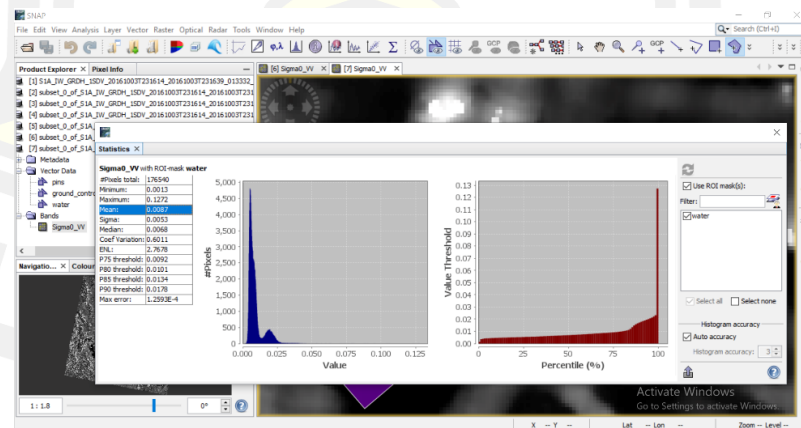 SNAP
File Edit View Analysis Layer Vector Raster Optical Radar Tools Window Help
Search (Ctrl+I)
Product Explorer × Pixel Info
[6] Sigma0_VV × [7] Sigma0_VV ×
[1] S1A_IW_GRDH_1SDV_20161003T231614_20161003T231639_013332_
[2] subset_0_of_S1A_IW_GRDH_1SDV_20161003T231614_20161003T231
[3] subset_0_of_S1A_IW_GRDH_1SDV_20161003T231614_20161003T231
[4] subset_0_of_S1A_IW_GRDH_1SDV_20161003T231614_20161003T231
[5] subset_0_of_S1A_
[6] subset_0_of_S1A_
[7] subset_0_of_S1A_
Metadata
Vector Data
pins
ground_contro
water
Bands
Sigma0_VV
Navigatio... × Colour
1 : 1.8
0°
Statistics ×
Sigma0_VV with ROI-mask water
#Pixels total: 176540
Minimum: 0.0013
Maximum: 0.1272
Mean: 0.0087
Sigma: 0.0053
Median: 0.0068
Coef Variation: 0.6011
ENL: 2.7678
P75 threshold: 0.0092
P80 threshold: 0.0101
P85 threshold: 0.0134
P90 threshold: 0.0178
Max error: 1.2593E-4
#Pixels
5,000
4,500
4,000
3,500
3,000
2,500
2,000
1,500
1,000
500
0
0.000 0.025 0.050 0.075 0.100 0.125
Value
Value Threshold
0.13
0.12
0.11
0.10
0.09
0.08
0.07
0.06
0.05
0.04
0.03
0.02
0.01
0.00
0 25 50 75 100
Percentile (%)
Use ROI mask(s):
Filter:
water
Select all Select none
Histogram accuracy
Auto accuracy
Histogram accuracy: 3
Activate Windows
Go to Settings to activate Windows.
X -- Y -- Lat -- Lon -- Zoom -- Level --